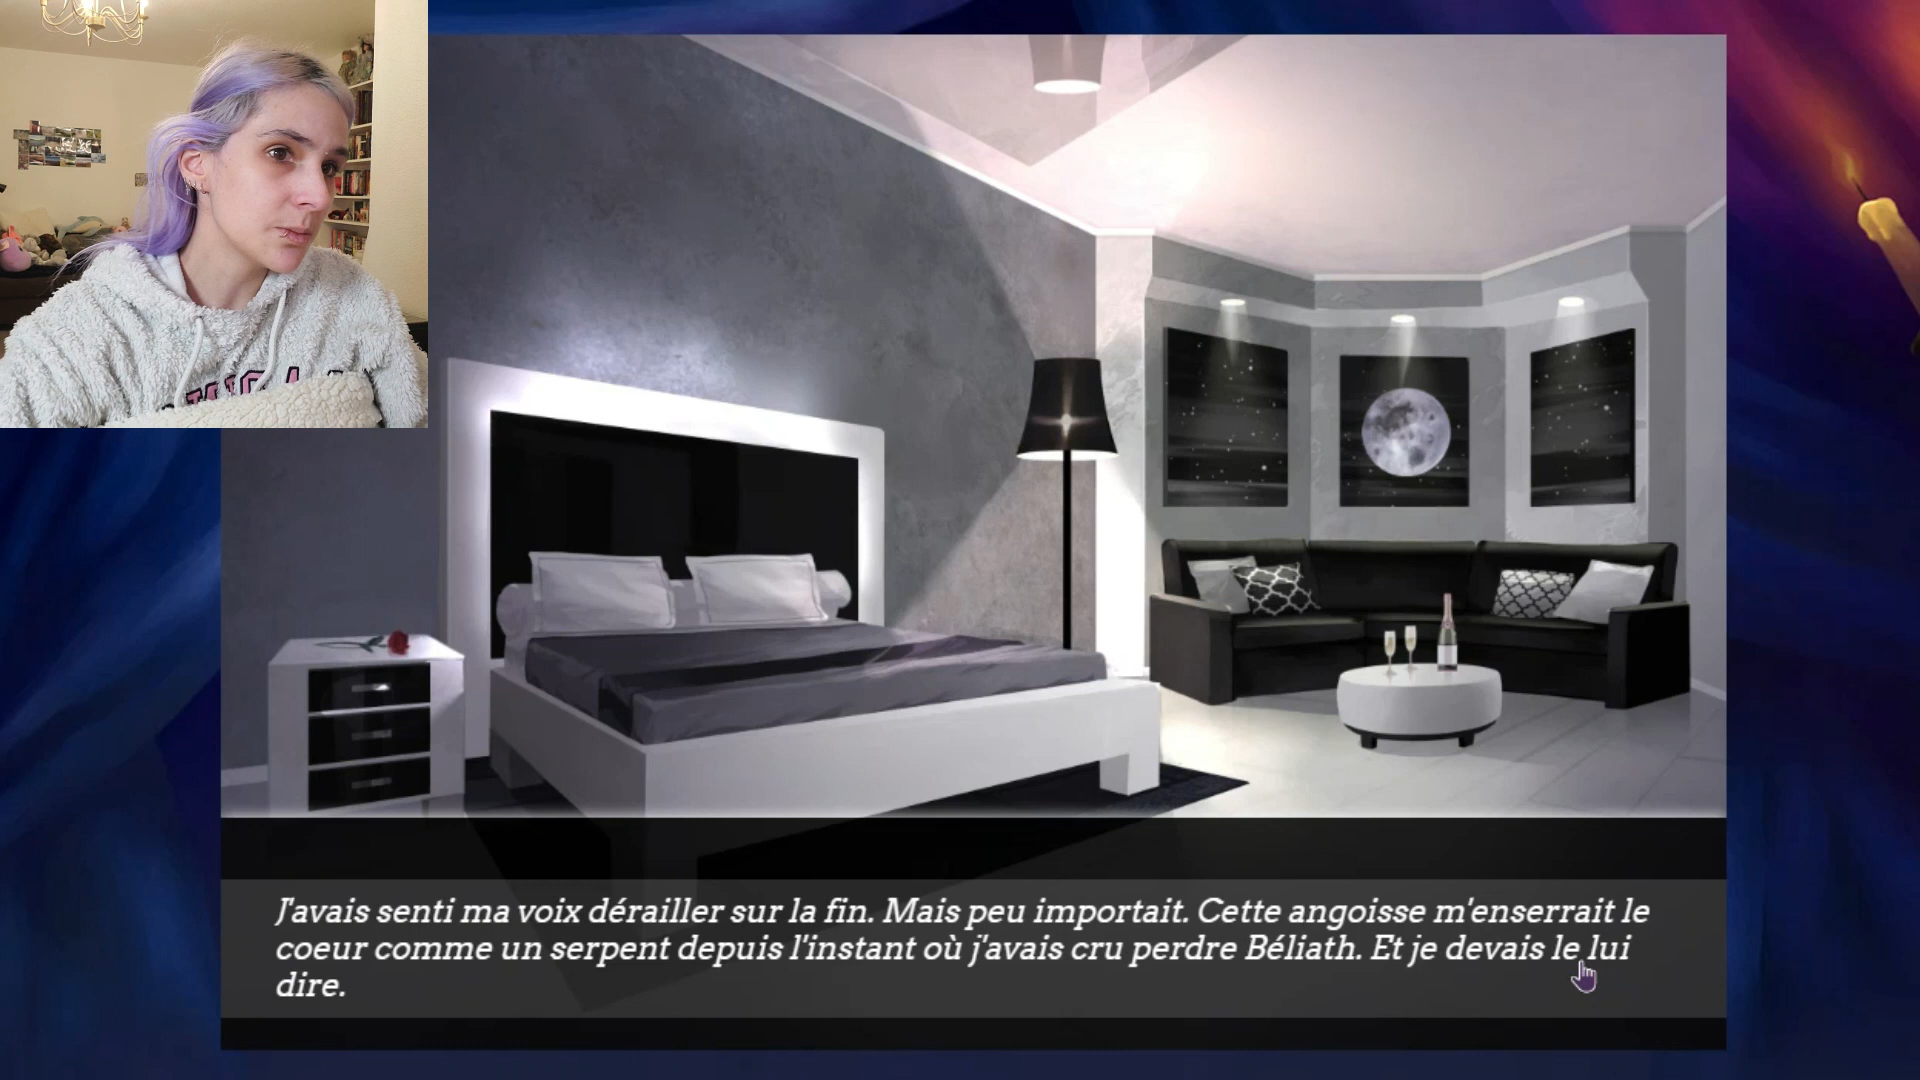 J'avais senti ma voix dérailler sur la fin. Mais peu importait. Cette angoisse m'enserrait le
coeur comme un serpent depuis l'instant où j'avais cru perdre Béliath. Et je devais le lui
dire.